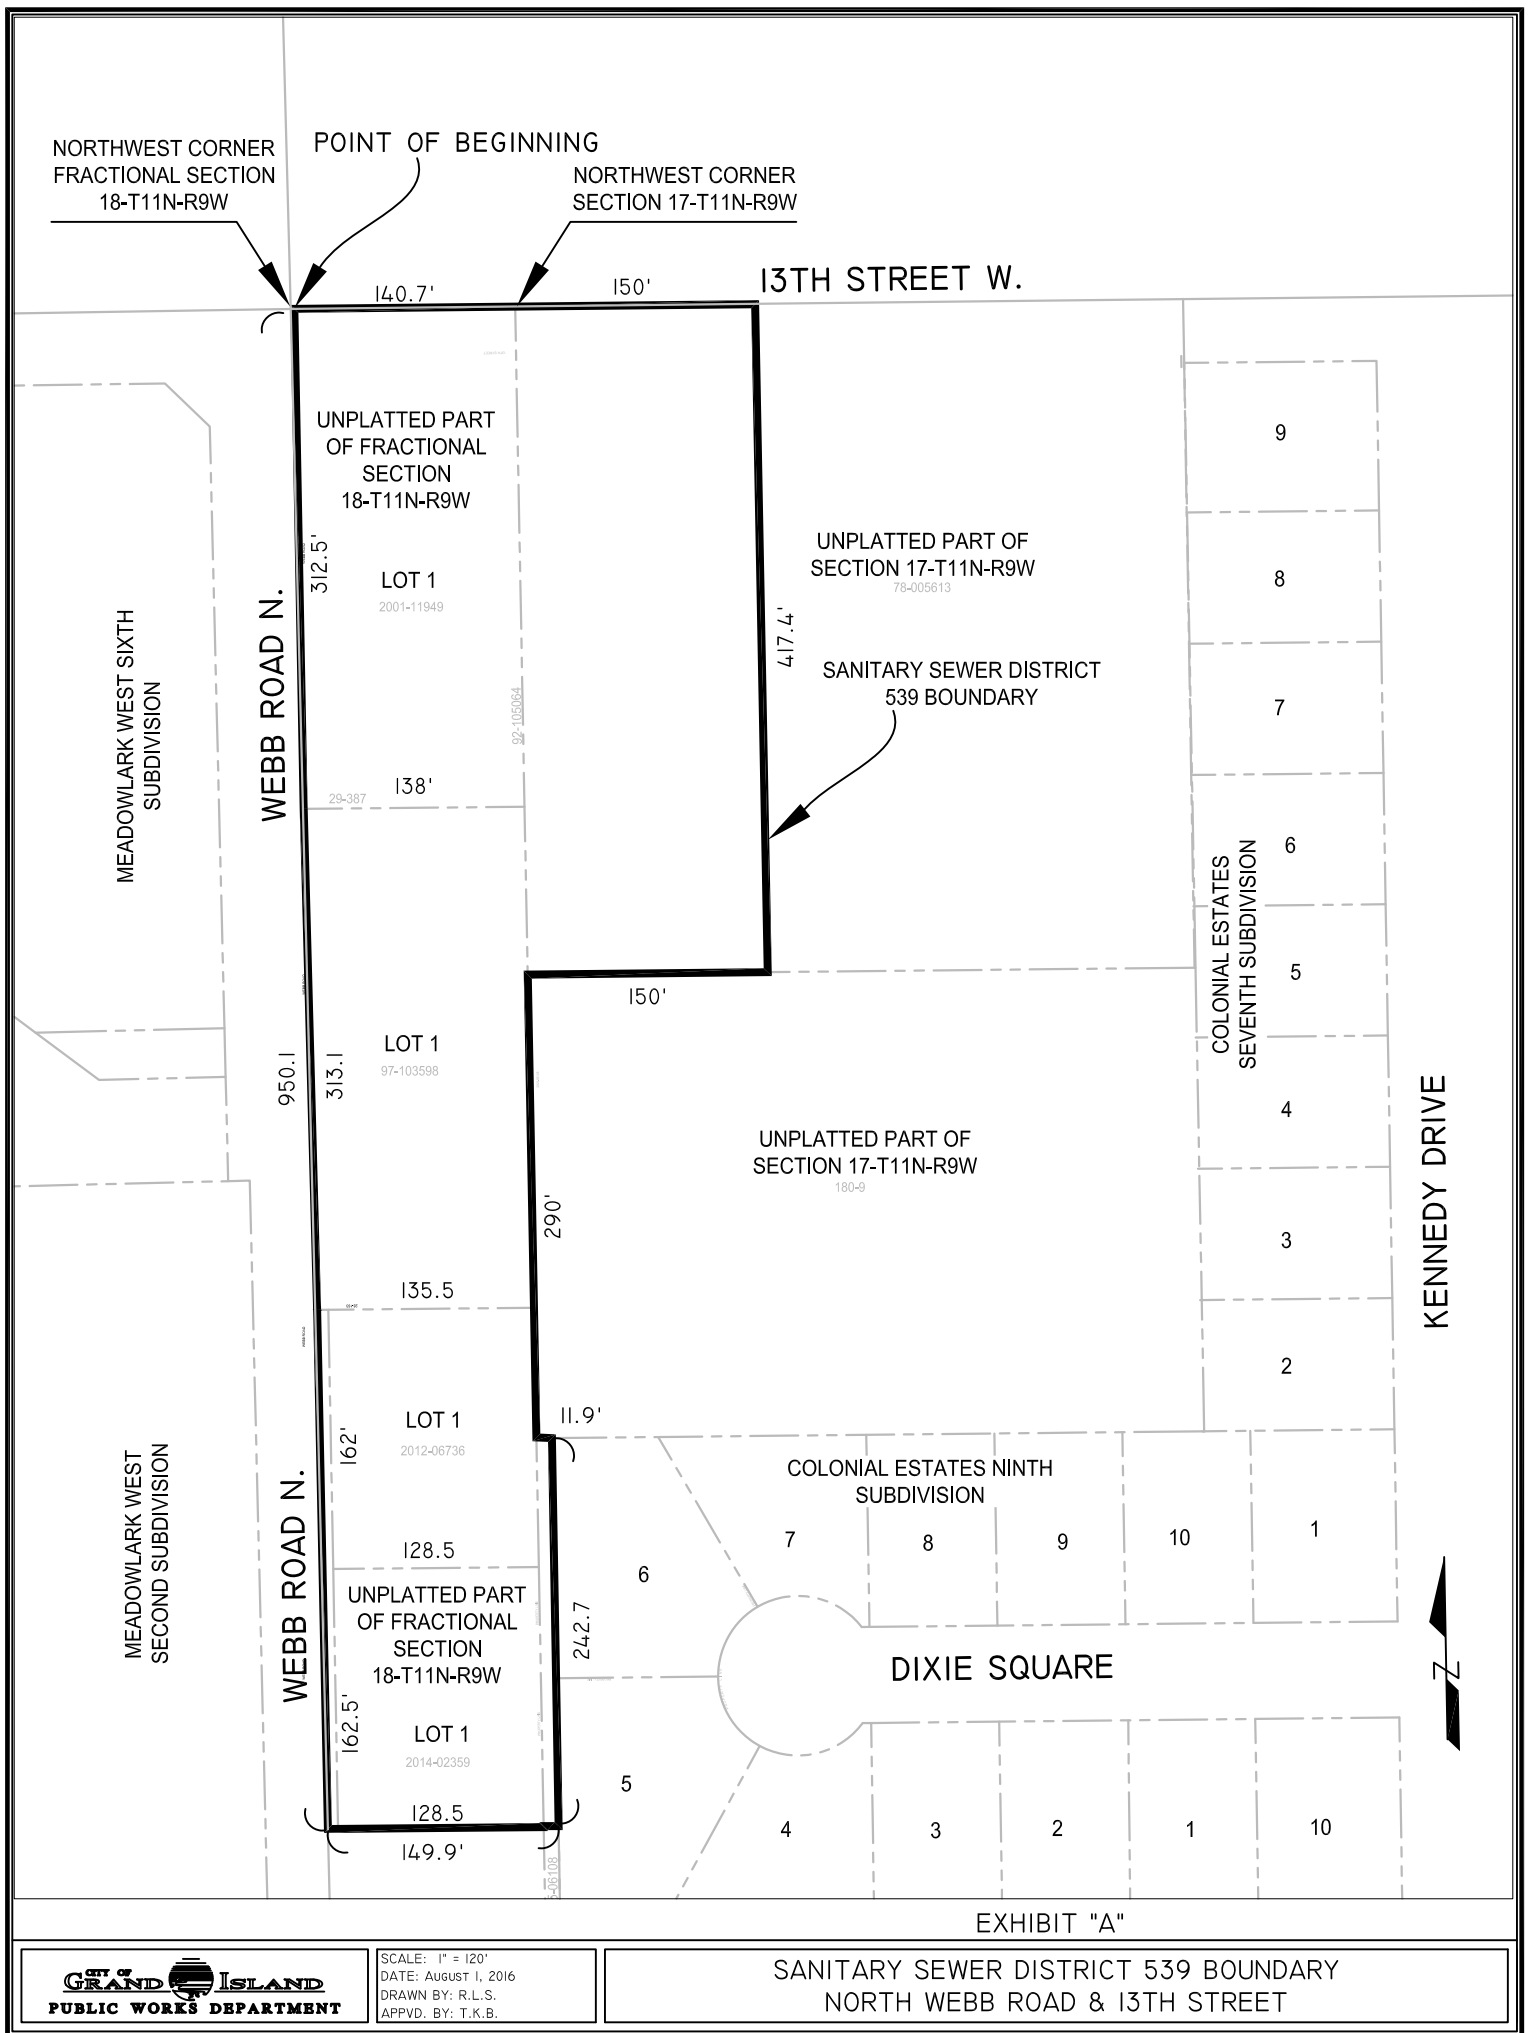 NORTHWEST CORNER
FRACTIONAL SECTION
18-T11N-R9W
POINT OF BEGINNING
NORTHWEST CORNER
SECTION 17-T11N-R9W
140.7'
150'
13TH STREET W.
UNPLATTED PART
OF FRACTIONAL
SECTION
18-T11N-R9W
312.5'
LOT 1
2001-11949
WEBB ROAD N.
MEADOWLARK WEST SIXTH
SUBDIVISION
92-105064
29-387
138'
417.4'
UNPLATTED PART OF
SECTION 17-T11N-R9W
78-005613
SANITARY SEWER DISTRICT
539 BOUNDARY
9
8
7
6
5
4
3
2
COLONIAL ESTATES
SEVENTH SUBDIVISION
KENNEDY DRIVE
150'
950.1
313.1
LOT 1
97-103598
290'
UNPLATTED PART OF
SECTION 17-T11N-R9W
180-9
135.5
LOT 1
2012-06736
162'
11.9'
128.5
MEADOWLARK WEST
SECOND SUBDIVISION
WEBB ROAD N.
UNPLATTED PART
OF FRACTIONAL
SECTION
18-T11N-R9W
LOT 1
2014-02359
162.5'
242.7
128.5
149.9'
COLONIAL ESTATES NINTH
SUBDIVISION
6
7
8
9
10
1
DIXIE SQUARE
N
5
4
3
2
1
10
EXHIBIT "A"
CITY OF
GRAND ISLAND
PUBLIC WORKS DEPARTMENT
SCALE: 1" = 120'
DATE: AUGUST 1, 2016
DRAWN BY: R.L.S.
APPVD. BY: T.K.B.
SANITARY SEWER DISTRICT 539 BOUNDARY
NORTH WEBB ROAD & 13TH STREET